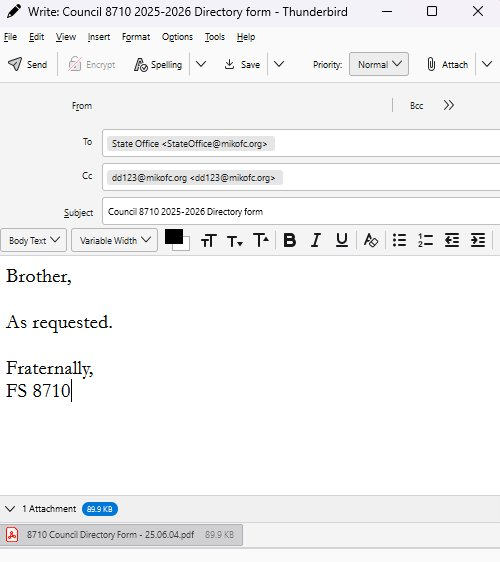 Write: Council 8710 2025-2026 Directory form - Thunderbird
File Edit View Insert Format Options Tools Help
Send Encrypt Spelling Save Priority: Normal Attach
From Bcc
To State Office <StateOffice@mikofc.org>
Cc dd123@mikofc.org <dd123@mikofc.org>
Subject Council 8710 2025-2026 Directory form
Body Text Variable Width
Brother,
As requested.
Fraternally,
FS 8710
1 Attachment 89.9 KB
8710 Council Directory Form - 25.06.04.pdf 89.9 KB